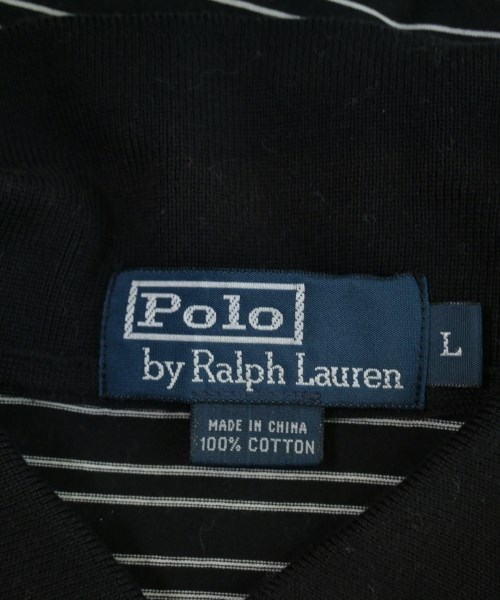 Polo
by Ralph Lauren
L
MADE IN CHINA
100% COTTON